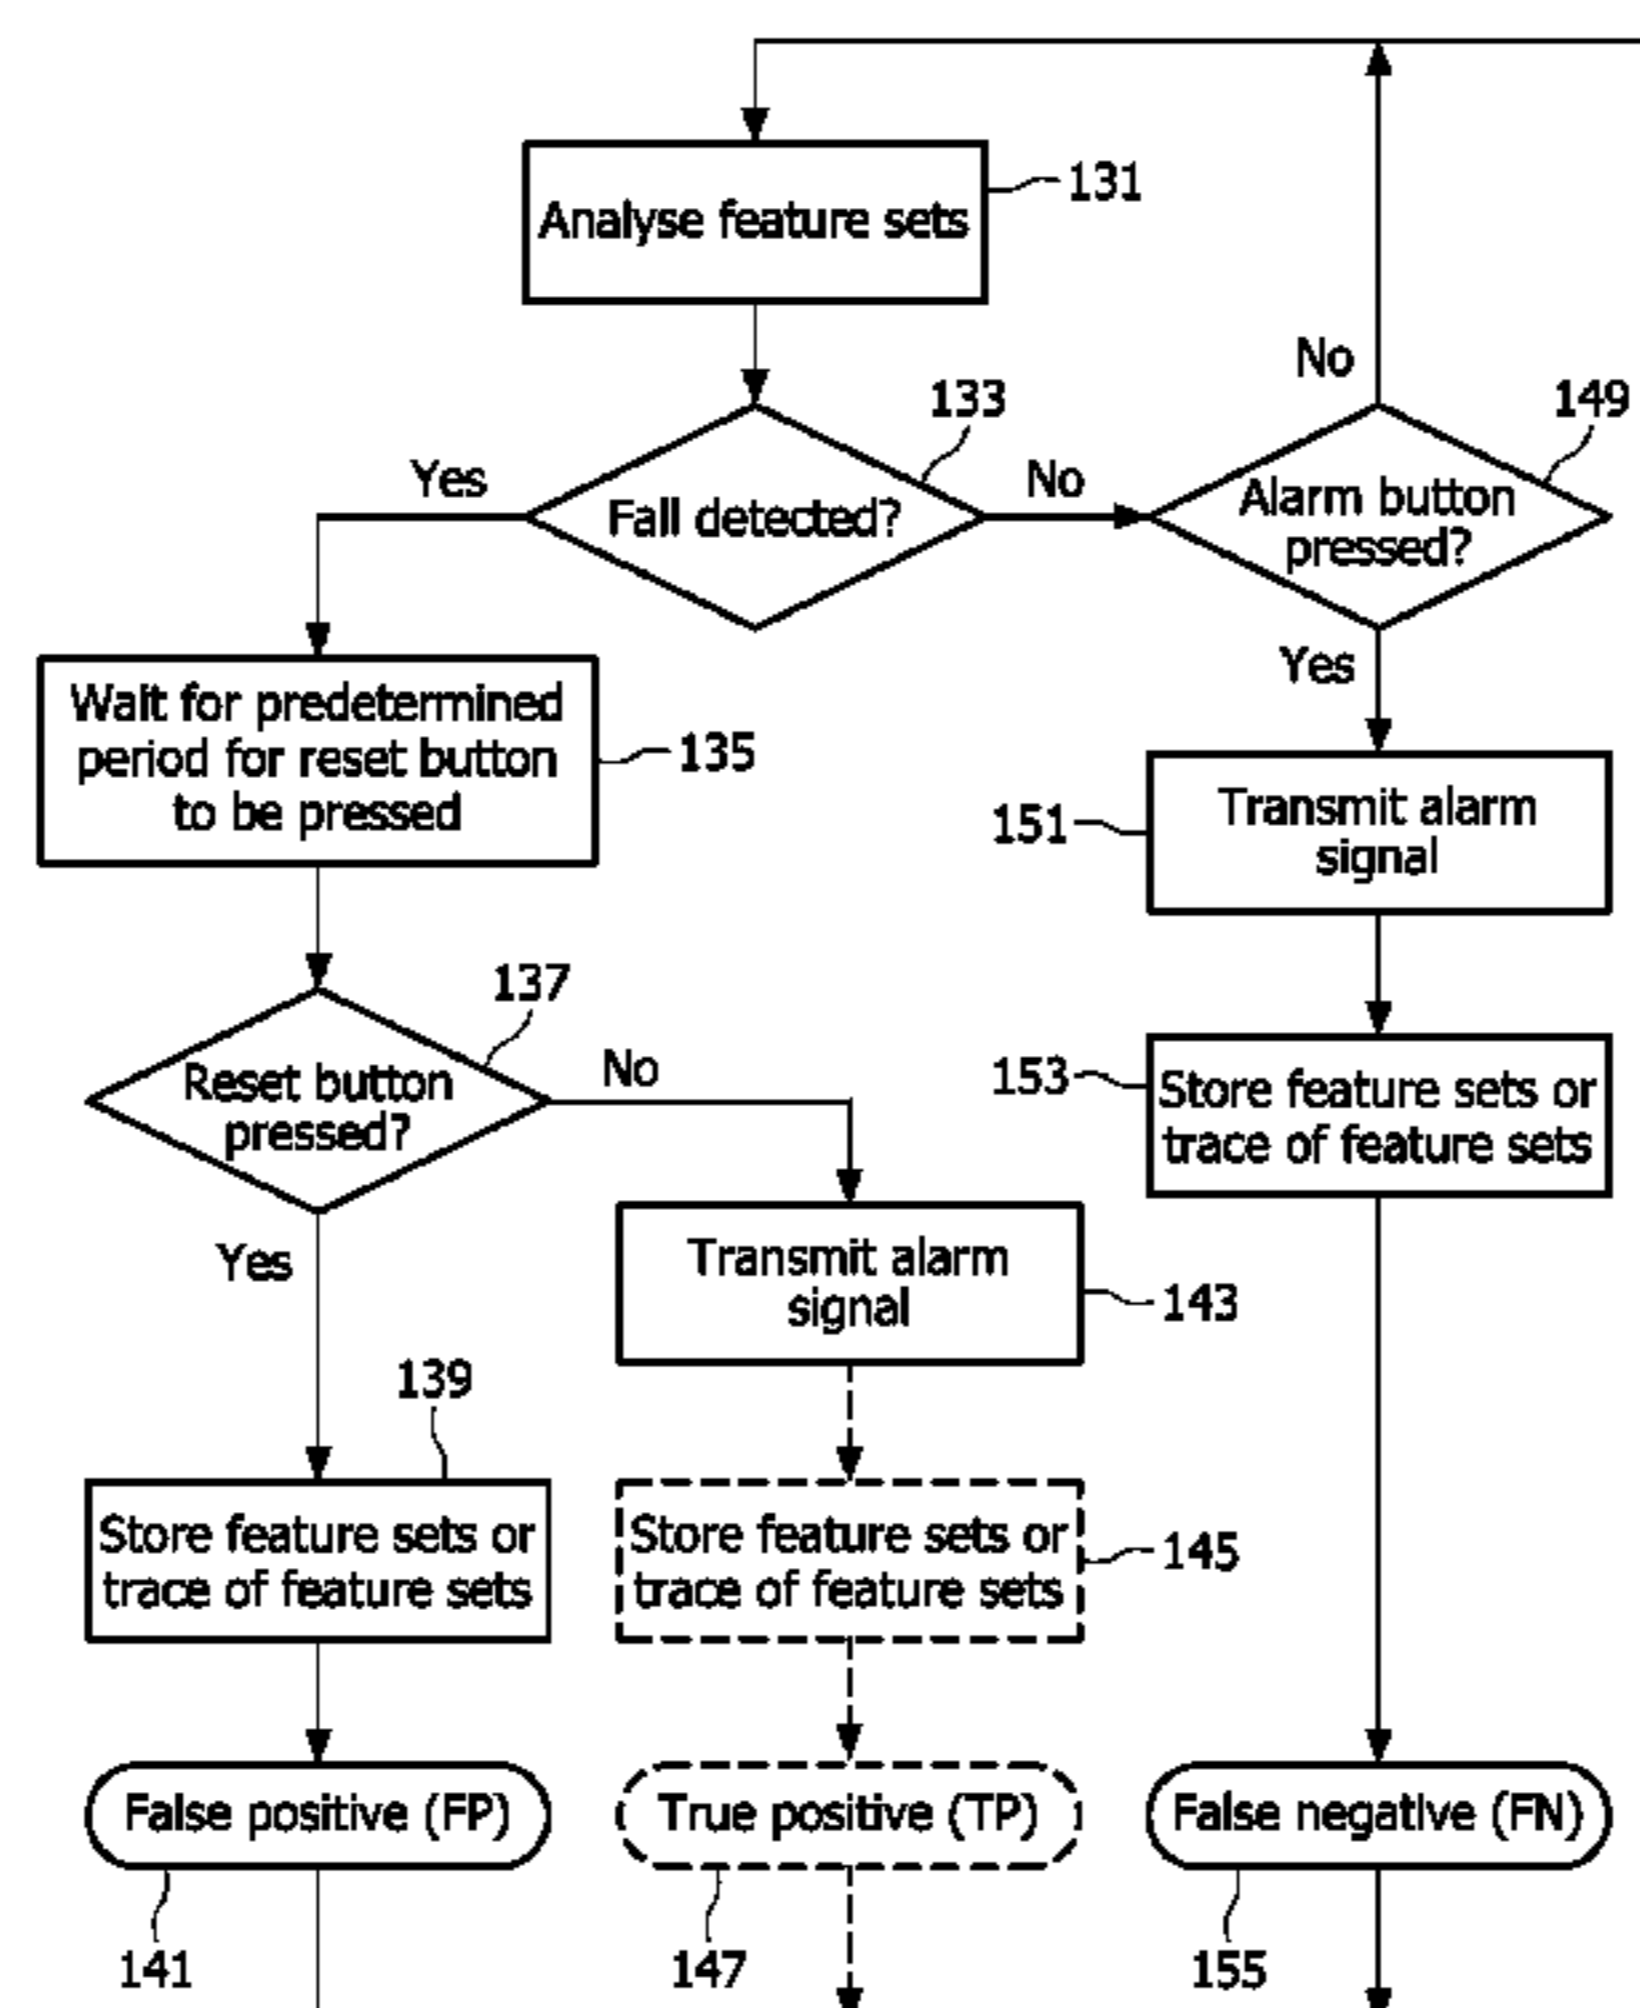 Analyse feature sets
131
No
133
149
Yes
Fall detected?
No
Alarm button
pressed?
Yes
Wait for predetermined
period for reset button
to be pressed
135
151
Transmit alarm
signal
137
Reset button
pressed?
No
153
Store feature sets or
trace of feature sets
Yes
Transmit alarm
signal
143
139
Store feature sets or
trace of feature sets
Store feature sets or
trace of feature sets
145
False positive (FP)
True positive (TP)
False negative (FN)
141
147
155